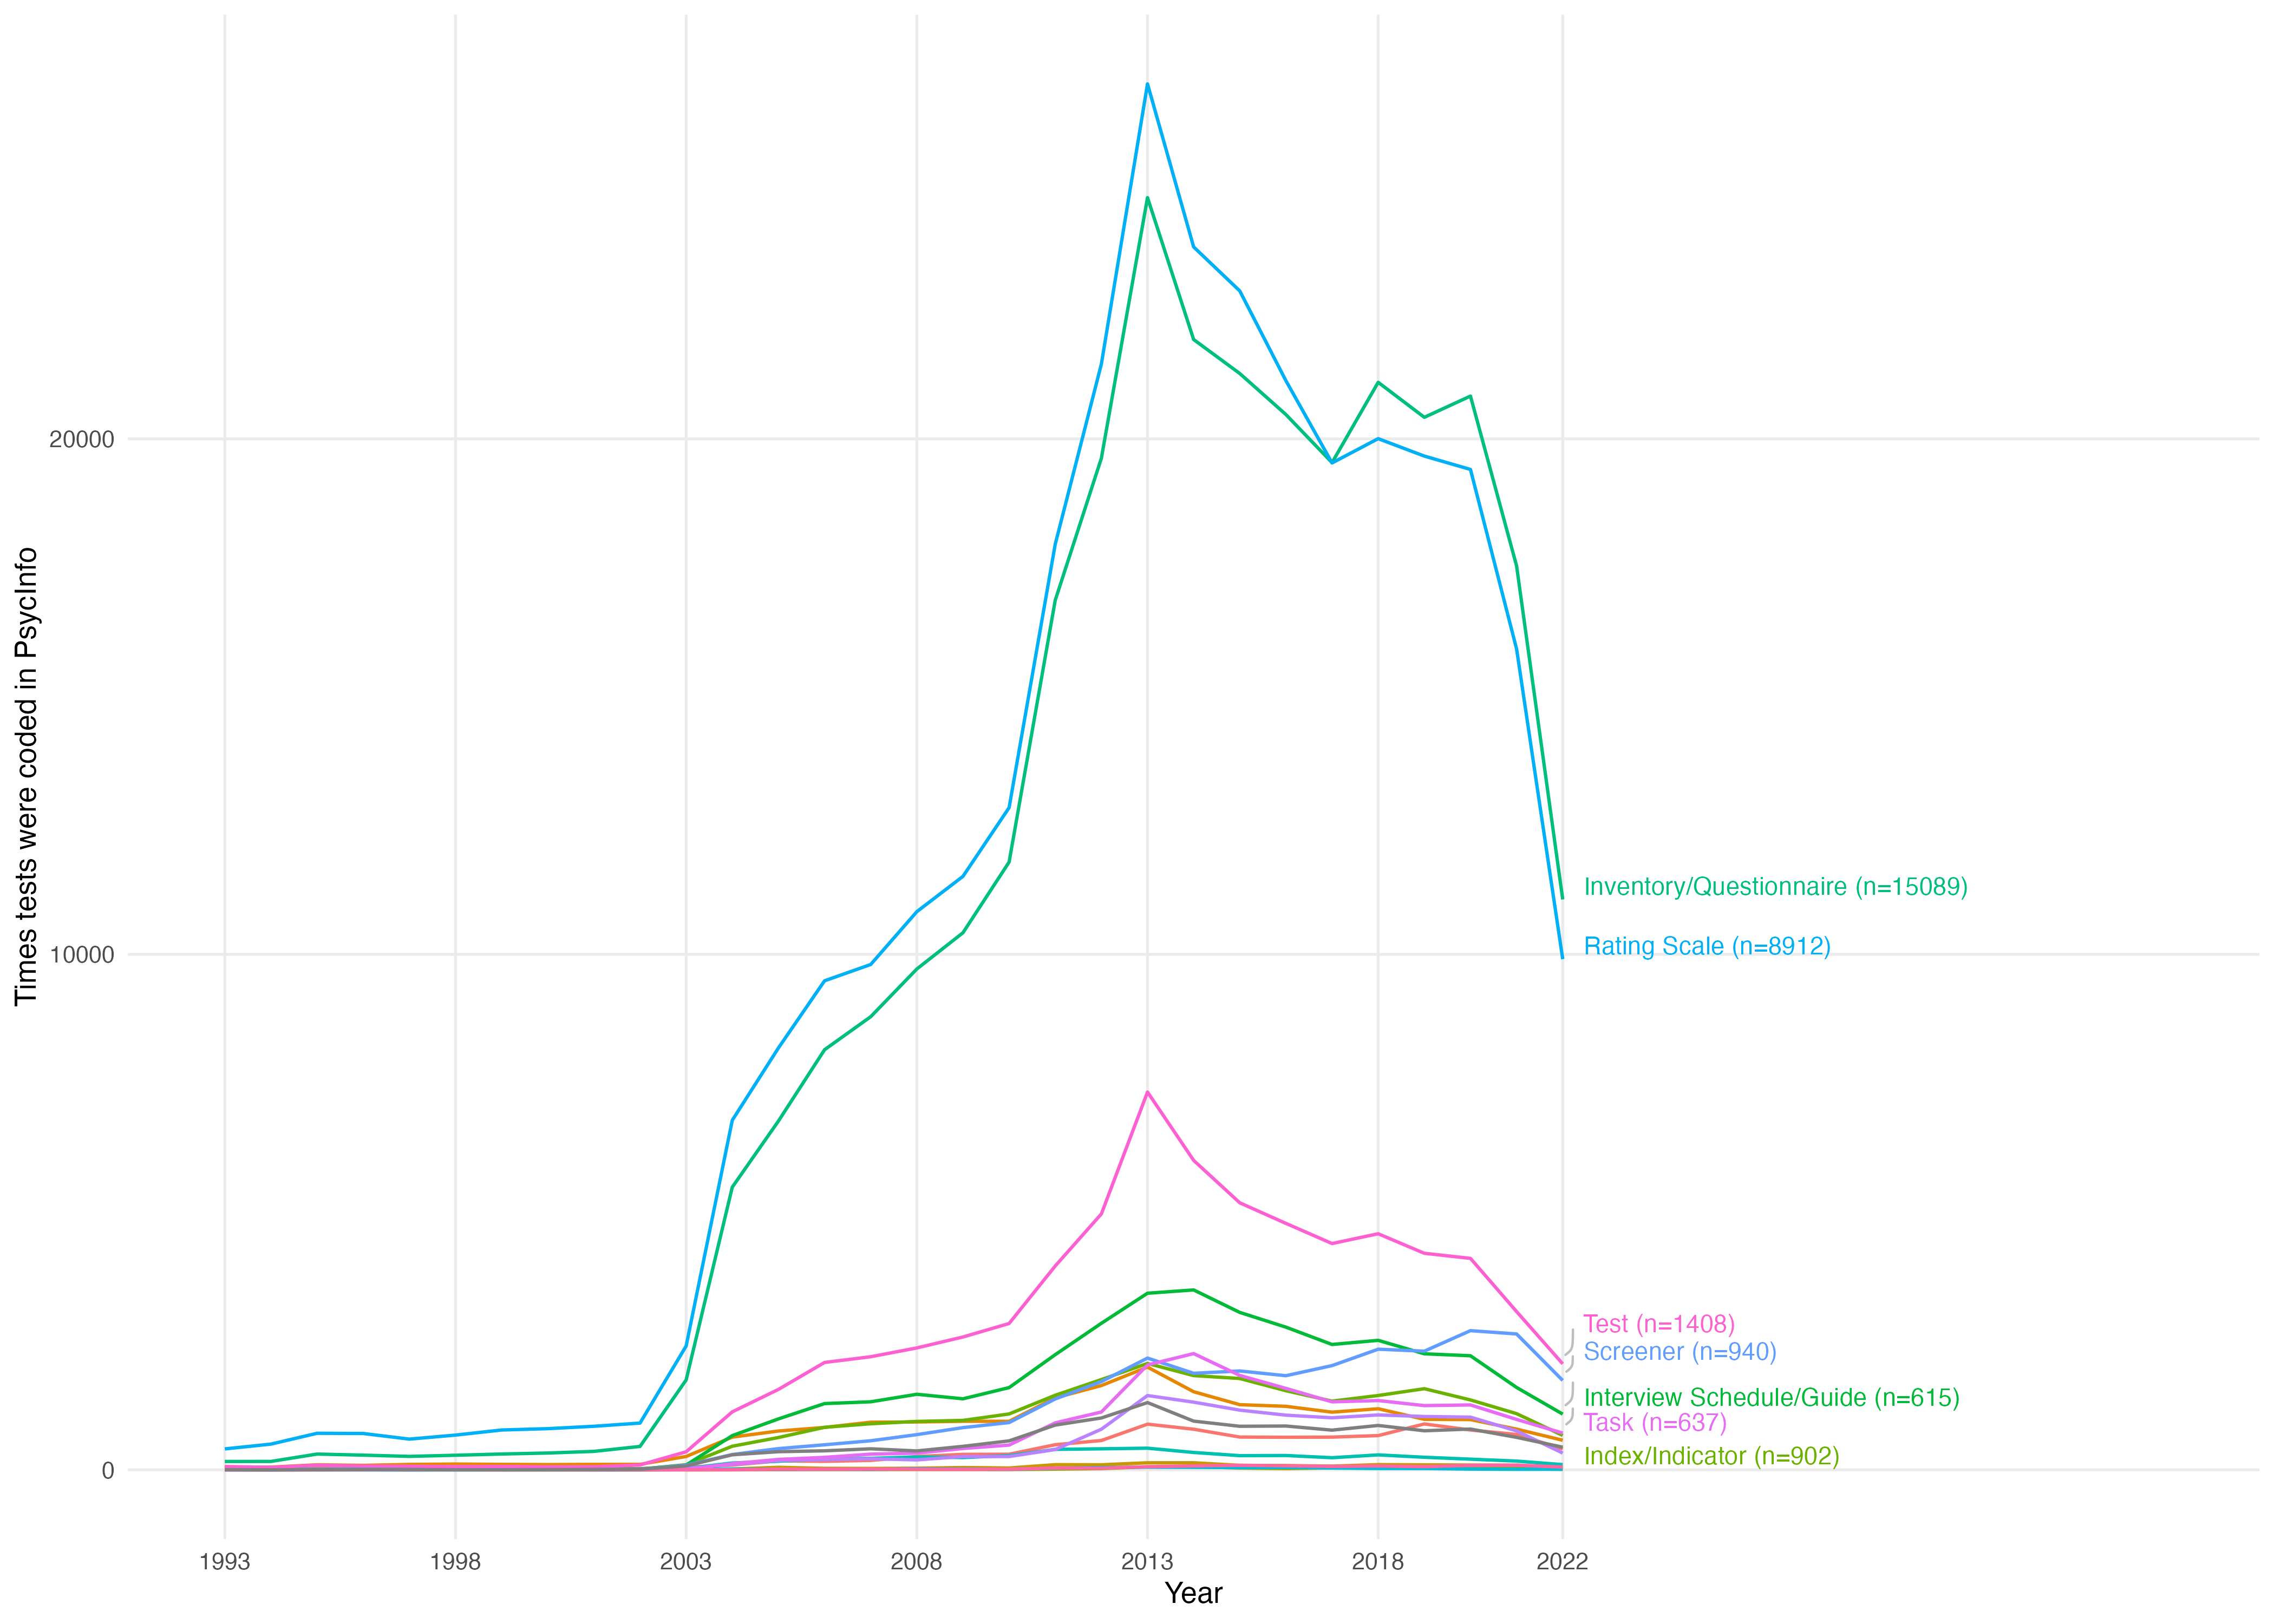 Times tests were coded in PsycInfo
20000
10000
0
Inventory/Questionnaire (n=15089)
Rating Scale (n=8912)
Test (n=1408)
Screener (n=940)
Interview Schedule/Guide (n=615)
Task (n=637)
Index/Indicator (n=902)
1993 1998 2003 2008 2013 2018 2022
Year